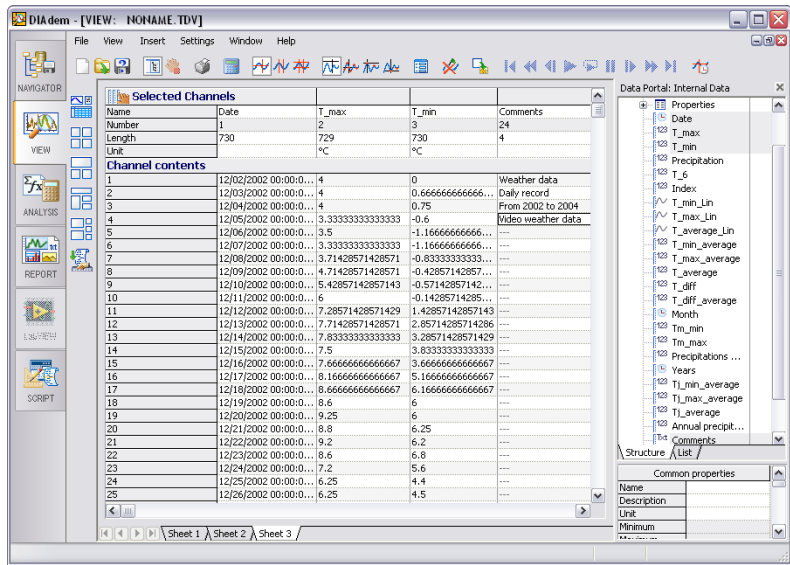 DIAdem - [VIEW: NONAME.TDV]
File View Insert Settings Window Help
NAVIGATOR
VIEW
ANALYSIS
REPORT
SCRIPT
Selected Channels
Name Date T_max T_min Comments
Number 1 2 3 24
Length 730 729 730 4
Unit °C °C
Channel contents
1 12/02/2002 00:00:0... 4 0 Weather data
2 12/03/2002 00:00:0... 4 0.666666666666... Daily record
3 12/04/2002 00:00:0... 4 0.75 From 2002 to 2004
4 12/05/2002 00:00:0... 3.33333333333333 -0.6 Video weather data
5 12/06/2002 00:00:0... 3.5 -1.16666666666... ---
6 12/07/2002 00:00:0... 3.33333333333333 -1.16666666666... ---
7 12/08/2002 00:00:0... 3.71428571428571 -0.83333333333... ---
8 12/09/2002 00:00:0... 4.71428571428571 -0.42857142857... ---
9 12/10/2002 00:00:0... 5.42857142857143 -0.57142857142... ---
10 12/11/2002 00:00:0... 6 -0.14285714285... ---
11 12/12/2002 00:00:0... 7.28571428571429 1.42857142857143 ---
12 12/13/2002 00:00:0... 7.71428571428571 2.85714285714286 ---
13 12/14/2002 00:00:0... 7.83333333333333 3.28571428571429 ---
14 12/15/2002 00:00:0... 7.5 3.83333333333333 ---
15 12/16/2002 00:00:0... 7.66666666666667 3.66666666666667 ---
16 12/17/2002 00:00:0... 8.16666666666667 5.16666666666667 ---
17 12/18/2002 00:00:0... 8.66666666666667 6.16666666666667 ---
18 12/19/2002 00:00:0... 8.6 6 ---
19 12/20/2002 00:00:0... 9.25 6 ---
20 12/21/2002 00:00:0... 8.8 6.25 ---
21 12/22/2002 00:00:0... 9.2 6.2 ---
22 12/23/2002 00:00:0... 8.6 6.8 ---
23 12/24/2002 00:00:0... 7.2 5.6 ---
24 12/25/2002 00:00:0... 6.25 4.4 ---
25 12/26/2002 00:00:0... 6.25 4.5 ---
Sheet 1 Sheet 2 Sheet 3
Data Portal: Internal Data
Properties
Date
T_max
T_min
Precipitation
T_6
Index
T_min_Lin
T_max_Lin
T_average_Lin
T_min_average
T_max_average
T_average
T_diff
T_diff_average
Month
Tm_min
Tm_max
Precipitations ...
Years
Tj_min_average
Tj_max_average
Tj_average
Annual precipit...
Comments
Structure List
Common properties
Name
Description
Unit
Minimum